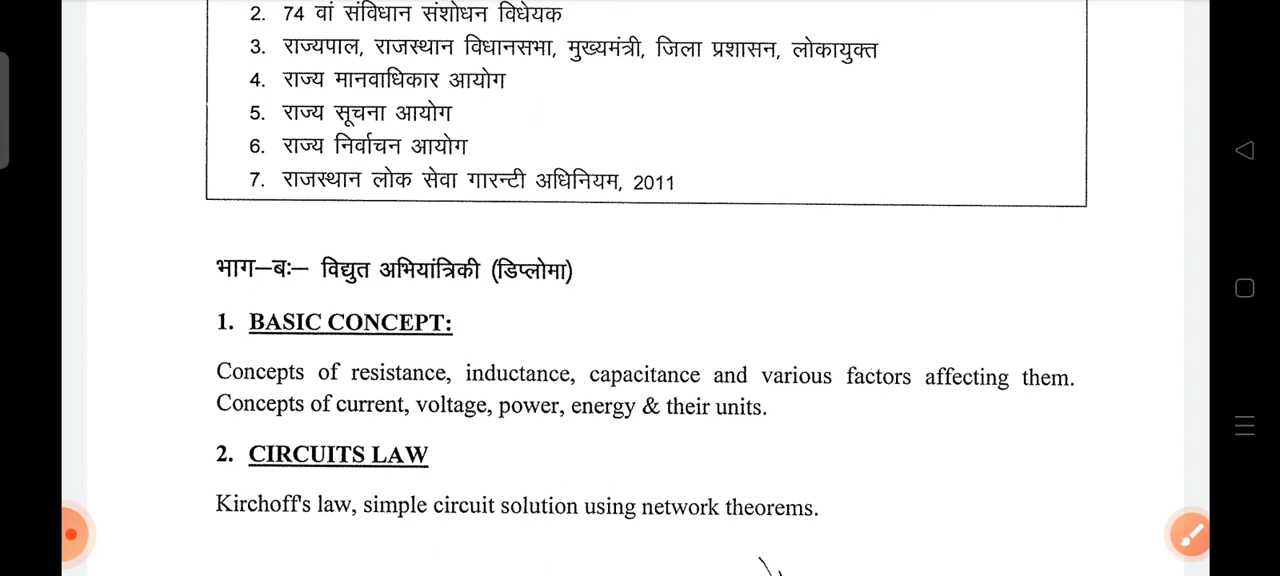 2. 74 वां संविधान संशोधन विधेयक
3. राज्यपाल, राजस्थान विधानसभा, मुख्यमंत्री, जिला प्रशासन, लोकायुक्त
4. राज्य मानवाधिकार आयोग
5. राज्य सूचना आयोग
6. राज्य निर्वाचन आयोग
7. राजस्थान लोक सेवा गारन्टी अधिनियम, 2011
भाग–बः– विद्युत अभियांत्रिकी (डिप्लोमा)
1. BASIC CONCEPT:
Concepts of resistance, inductance, capacitance and various factors affecting them.
Concepts of current, voltage, power, energy & their units.
2. CIRCUITS LAW
Kirchoff's law, simple circuit solution using network theorems.